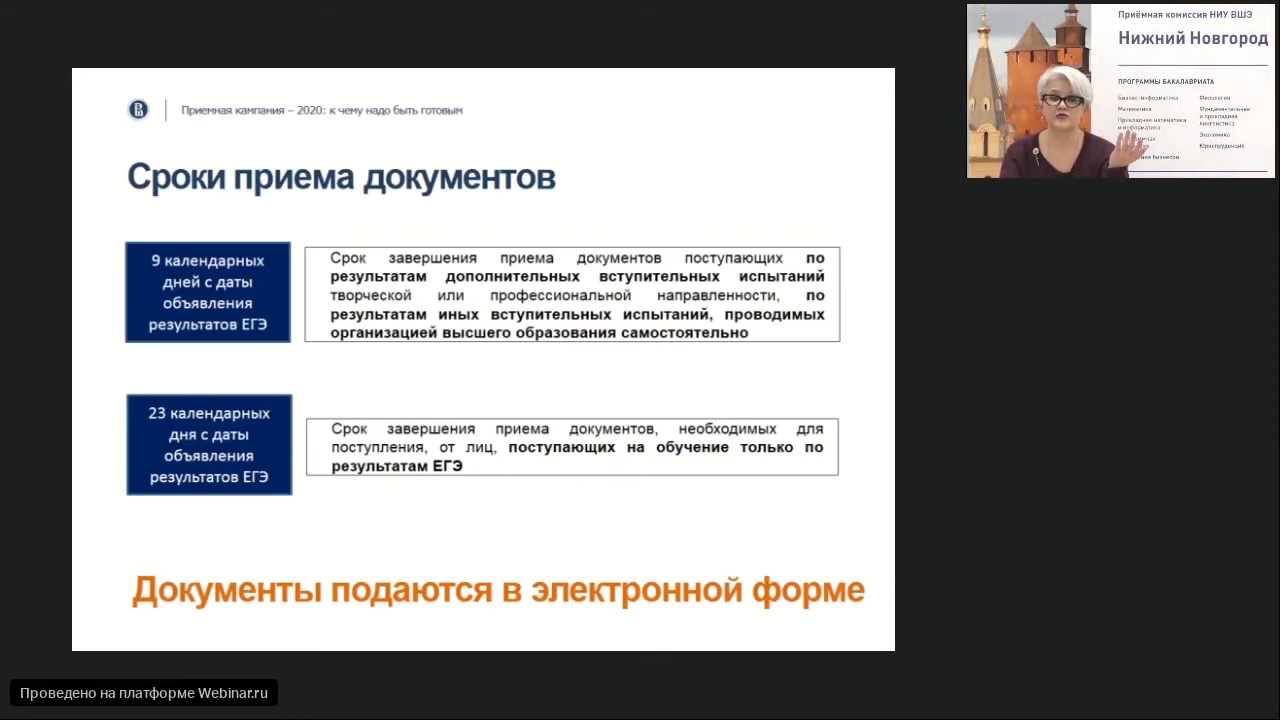 Приемная кампания – 2020: к чему надо быть готовым
Сроки приема документов
9 календарных
дней с даты
объявления
результатов ЕГЭ
Срок завершения приема документов поступающих по
результатам дополнительных вступительных испытаний
творческой или профессиональной направленности, по
результатам иных вступительных испытаний, проводимых
организацией высшего образования самостоятельно
23 календарных
дня с даты
объявления
результатов ЕГЭ
Срок завершения приема документов, необходимых для
поступления, от лиц, поступающих на обучение только по
результатам ЕГЭ
Документы подаются в электронной форме
Приёмная комиссия НИУ ВШЭ
Нижний Новгород
ПРОГРАММЫ БАКАЛАВРИАТА
Бизнес-информатика
Математика
Прикладная математика
и информатика
бизнесом
Филология
Фундаментальная
и прикладная
лингвистика
Экономика
Юриспруденция
Проведено на платформе Webinar.ru